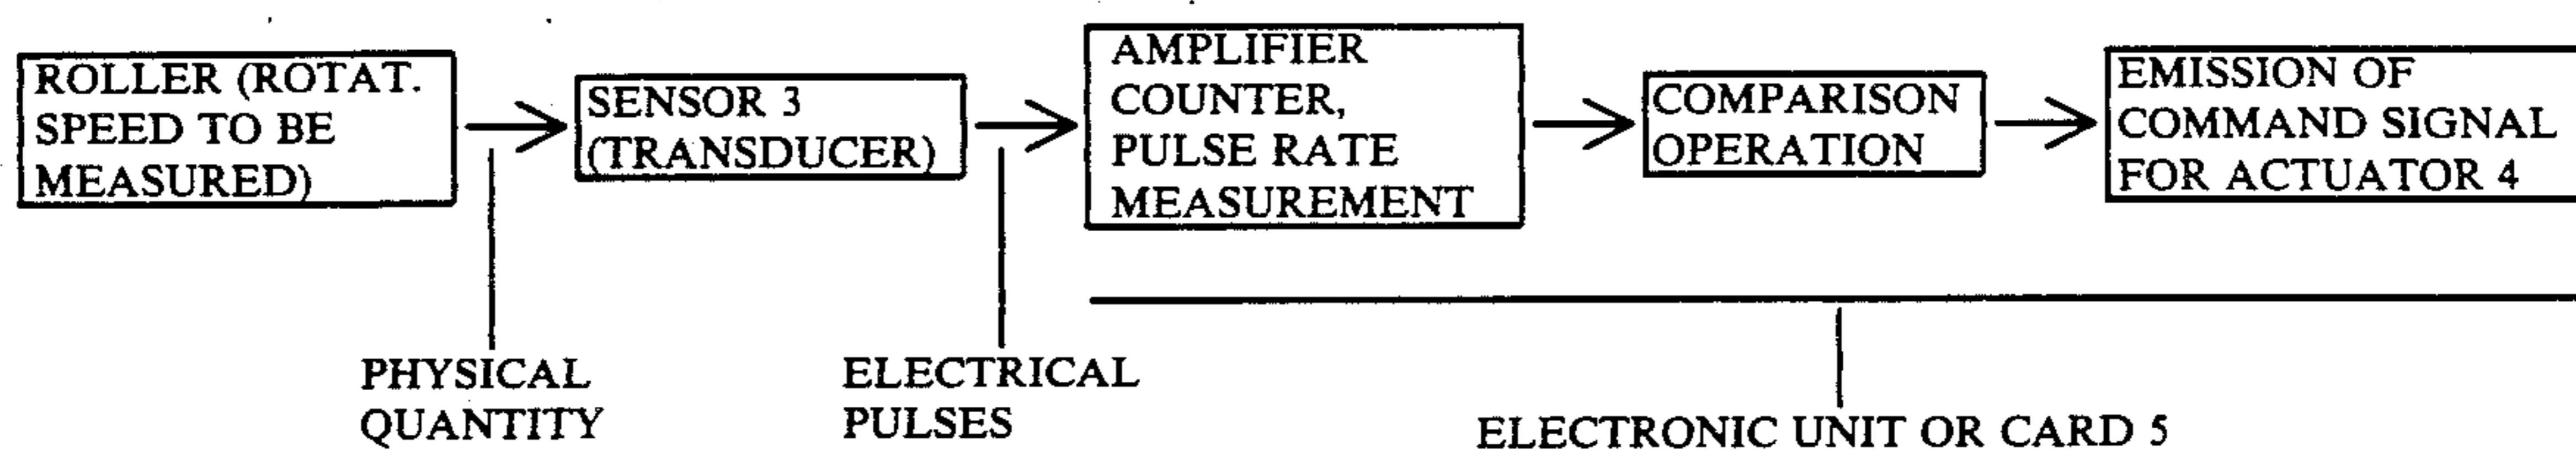 ROLLER (ROTAT.
SPEED TO BE
MEASURED)
SENSOR 3
(TRANSDUCER)
AMPLIFIER
COUNTER,
PULSE RATE
MEASUREMENT
COMPARISON
OPERATION
EMISSION OF
COMMAND SIGNAL
FOR ACTUATOR 4
PHYSICAL
QUANTITY
ELECTRICAL
PULSES
ELECTRONIC UNIT OR CARD 5